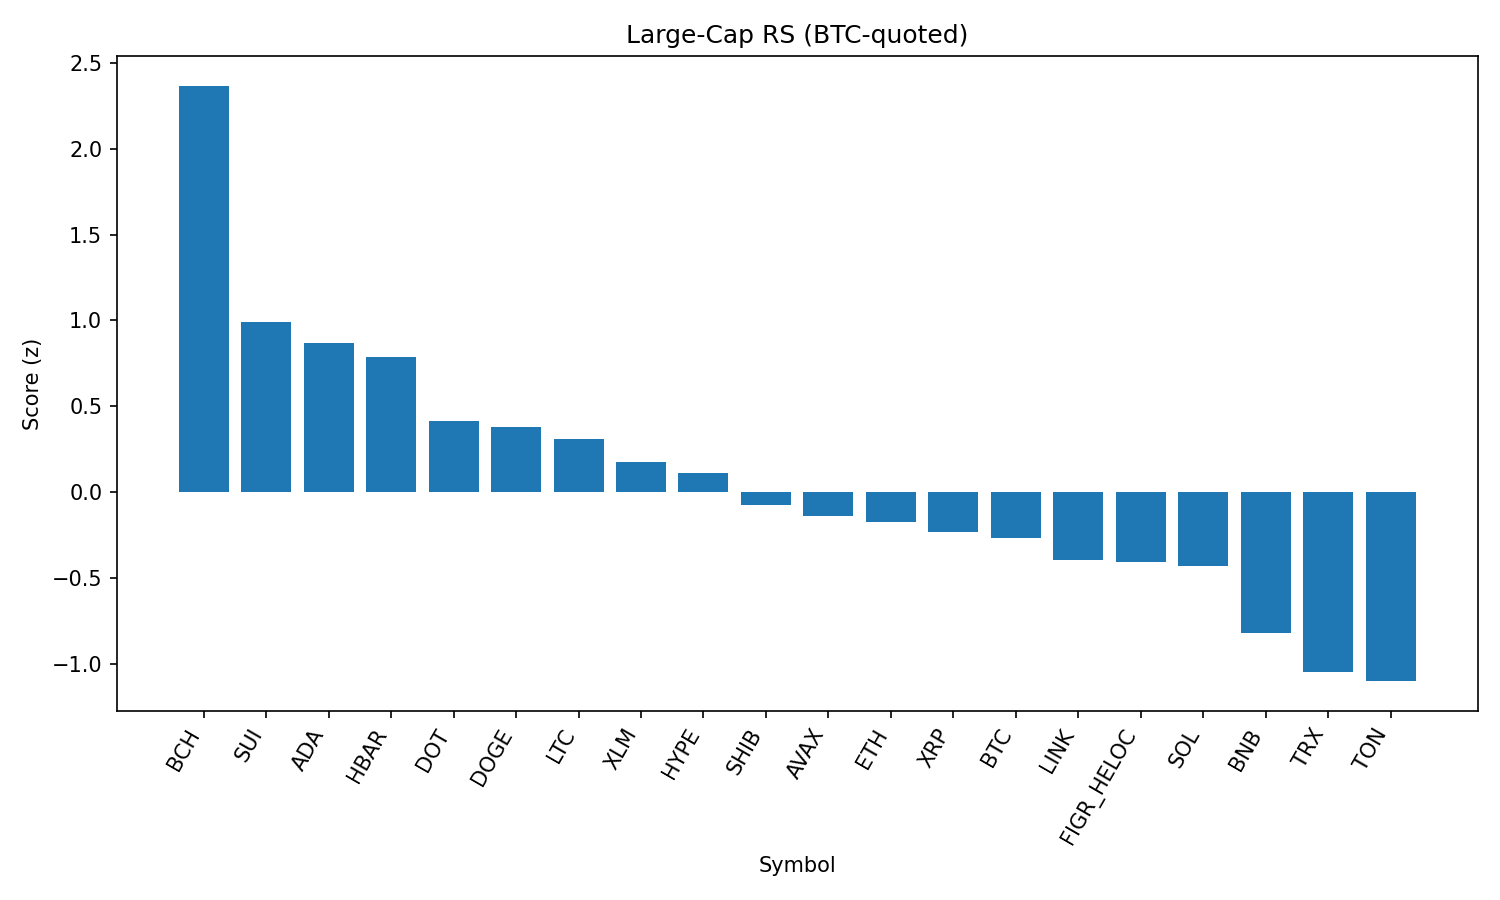 Large-Cap RS (BTC-quoted)
Score (z)
2.5
2.0
1.5
1.0
0.5
0.0
−0.5
−1.0
BCH
SUI
ADA
HBAR
DOT
DOGE
LTC
XLM
HYPE
SHIB
AVAX
ETH
XRP
BTC
LINK
FIGR_HELOC
SOL
BNB
TRX
TON
Symbol